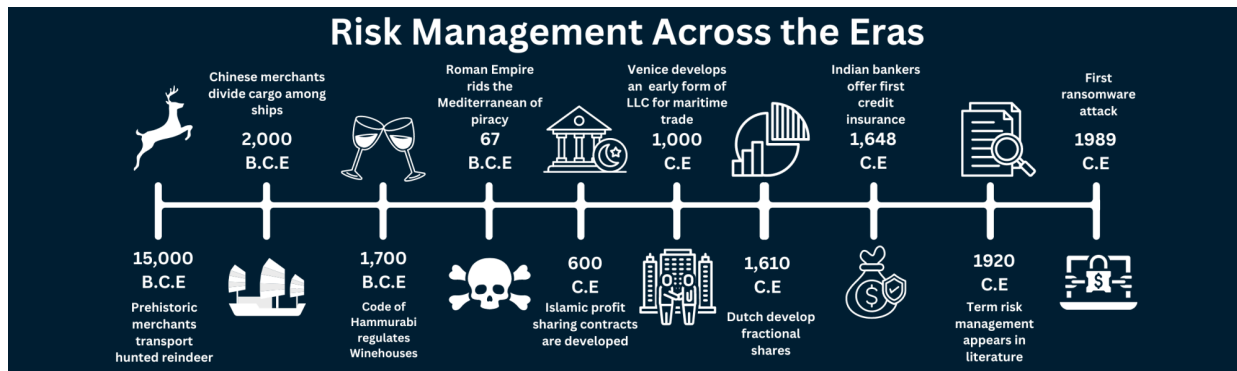 Risk Management Across the Eras
15,000
B.C.E
Prehistoric
merchants
transport
hunted reindeer
Chinese merchants
divide cargo among
ships
2,000
B.C.E
1,700
B.C.E
Code of
Hammurabi
regulates
Winehouses
Roman Empire
rids the
Mediterranean of
piracy
67
B.C.E
600
C.E
Islamic profit
sharing contracts
are developed
Venice develops
an early form of
LLC for maritime
trade
1,000
C.E
1,610
C.E
Dutch develop
fractional
shares
Indian bankers
offer first
credit
insurance
1,648
C.E
$
1920
C.E
Term risk
management
appears in
literature
First
ransomware
attack
1989
C.E
$